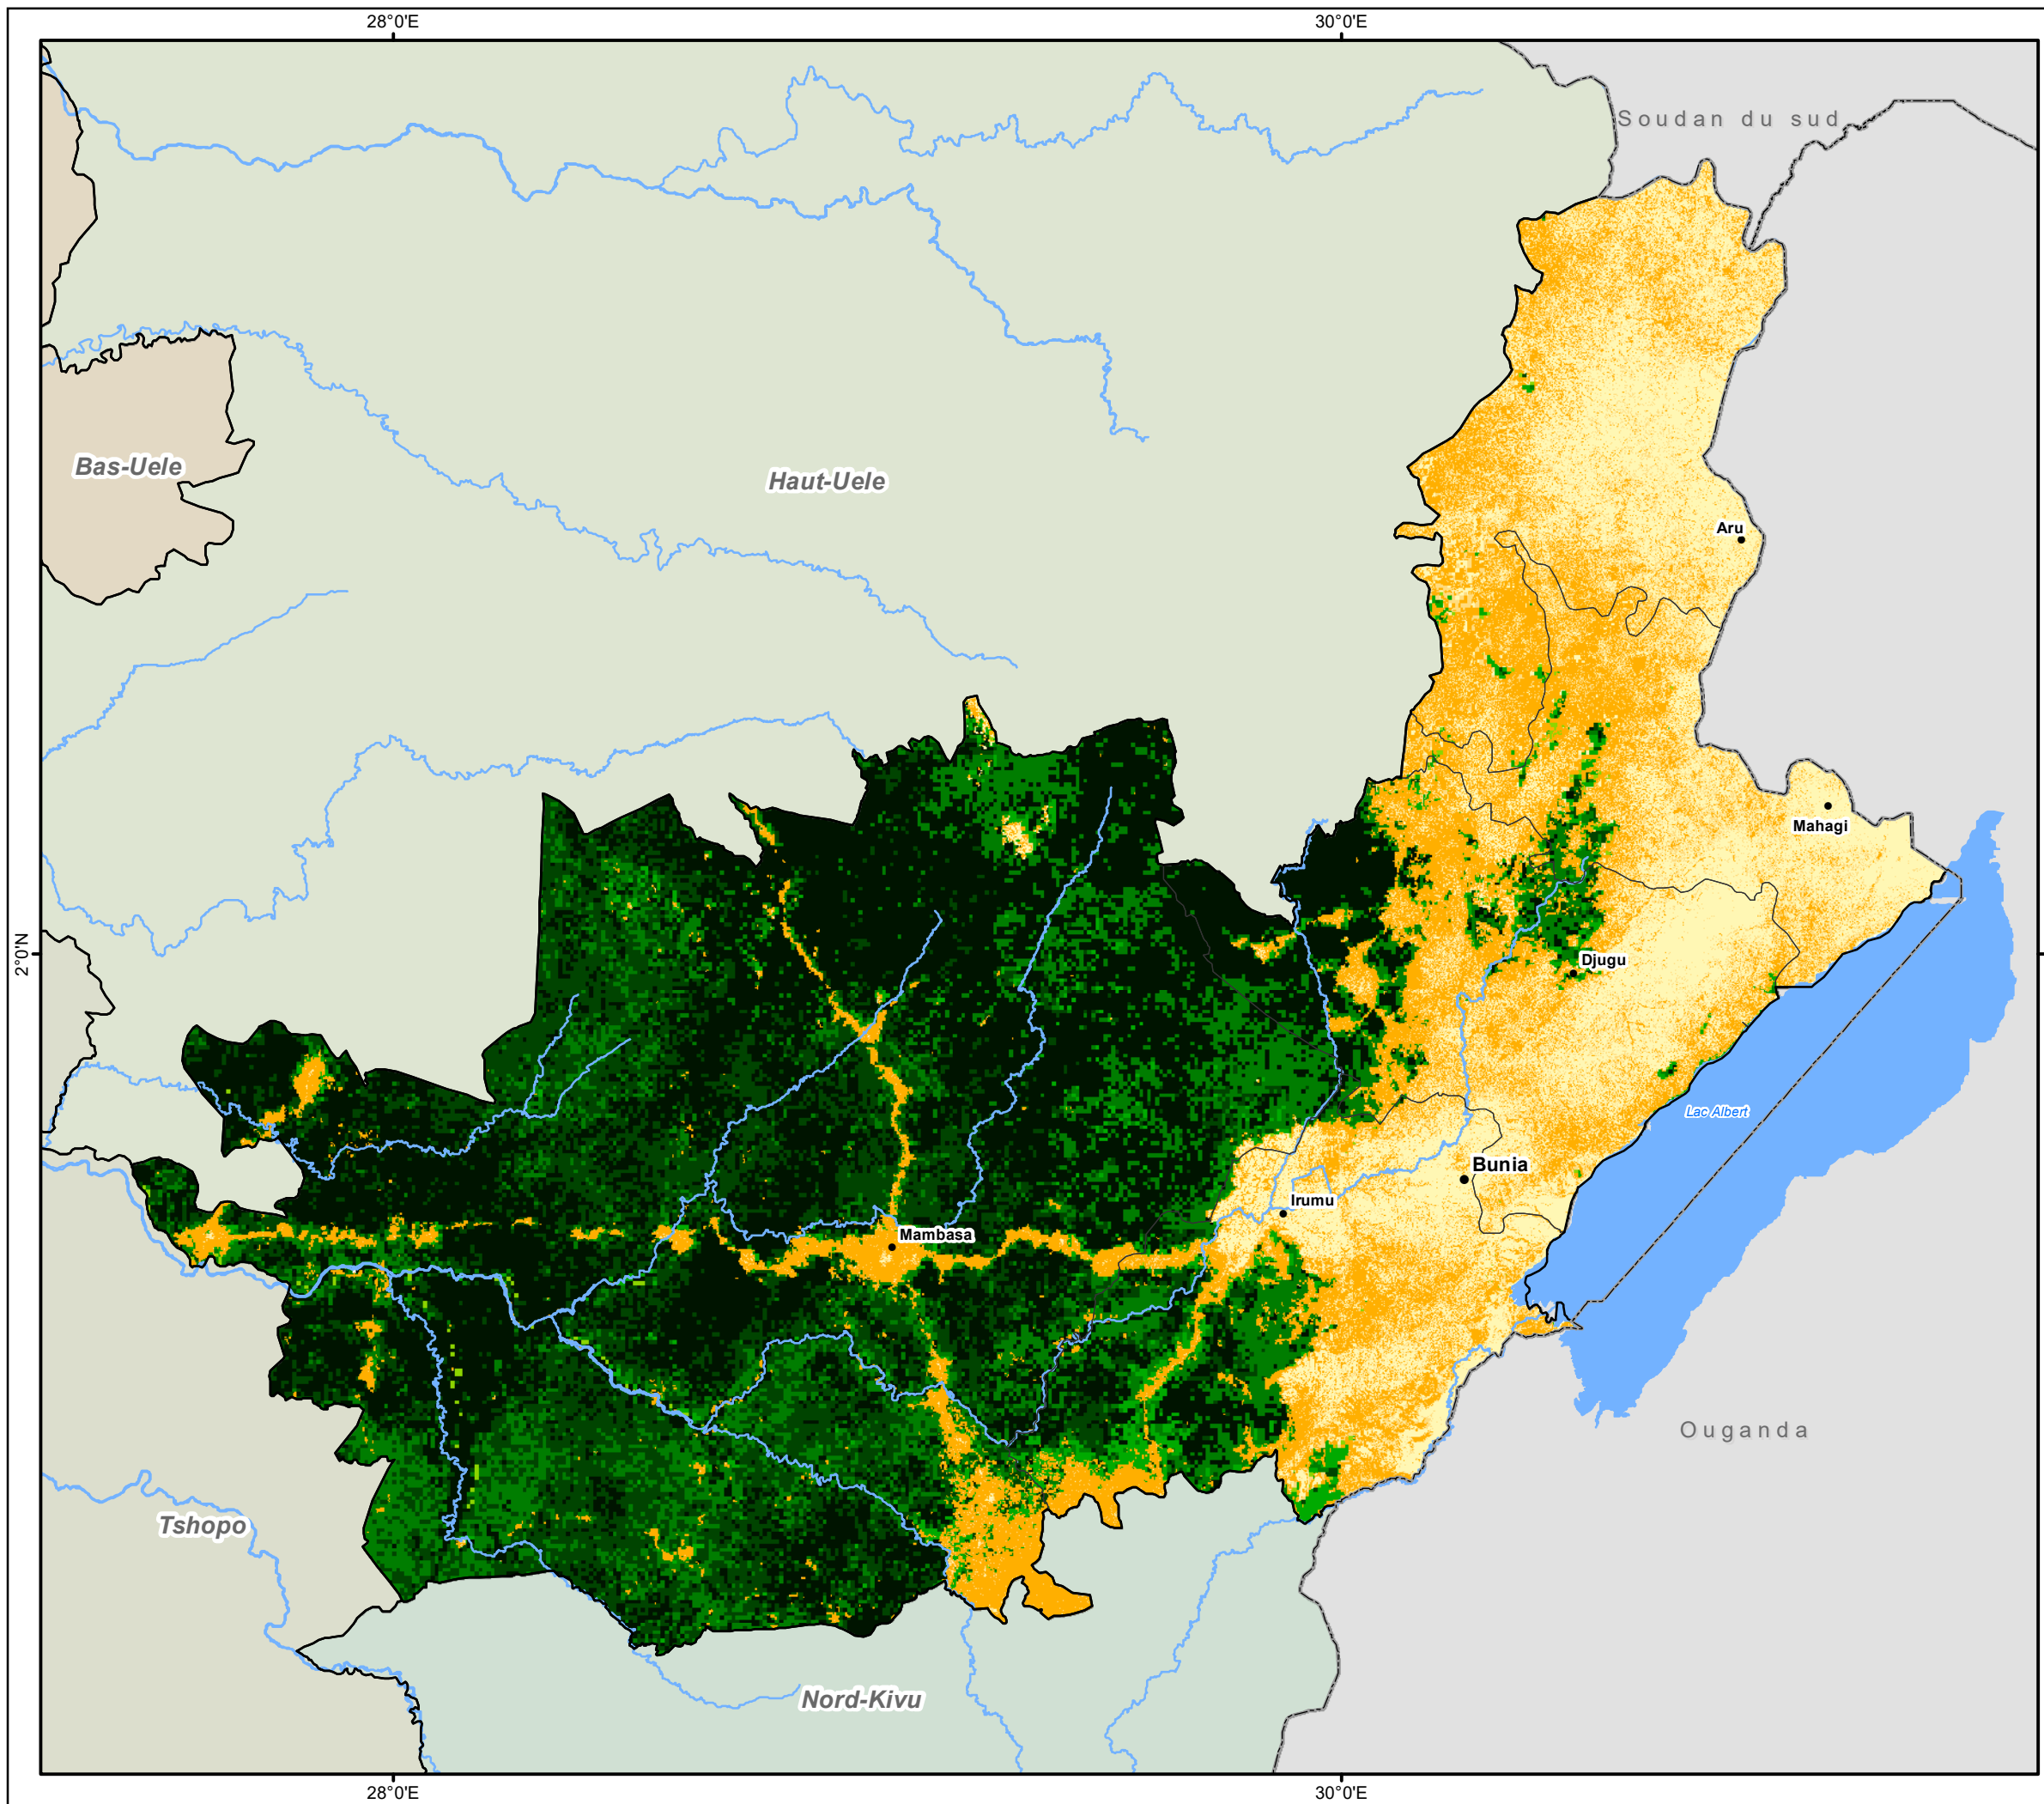 28°0'E
30°0'E
Soudan du sud
Bas-Uele
Haut-Uele
Aru
Mahagi
2°N
Djugu
Lac Albert
Bunia
Irumu
Mambasa
Ouganda
Tshopo
Nord-Kivu
28°0'E
30°0'E